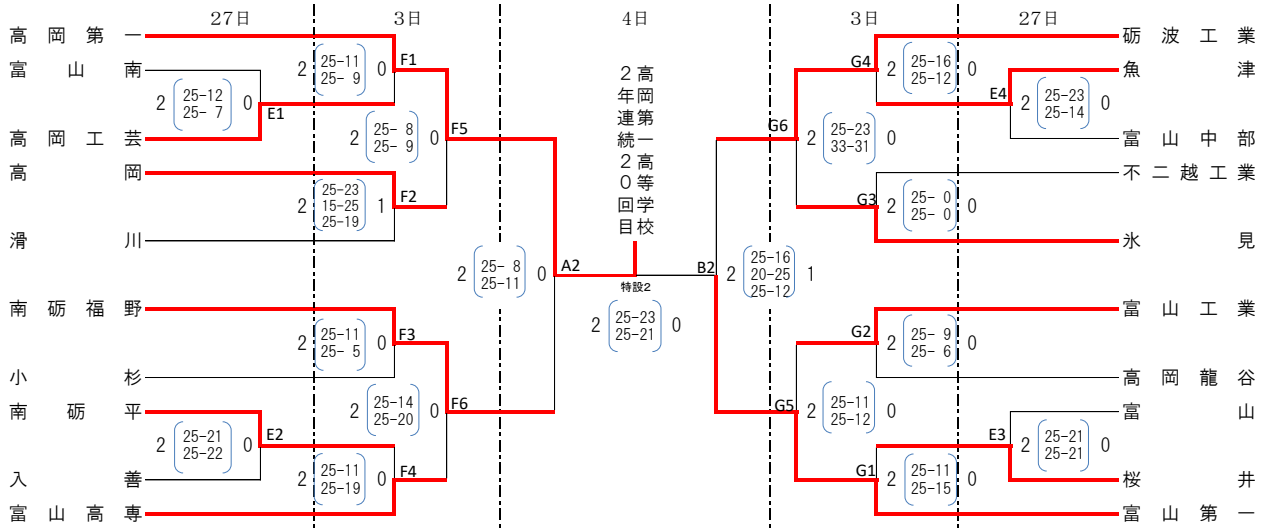 27日 3日 4日 3日 27日
高岡第一高等学校
2年連続20回目
高岡第一
富山南
高岡工芸
高岡
滑川
南砺福野
小杉
南砺平
入善
富山高専
E1 2 25-12 0
25- 7
F1 2 25-11 0
25- 9
F5 2 25- 8 0
25- 9
F2 2 25-23 1
15-25
25-19
A2 2 25- 8 0
25-11
F3 2 25-11 0
25- 5
F6 2 25-14 0
25-20
E2 2 25-21 0
25-22
F4 2 25-11 0
25-19
特設2
2 25-23 0
25-21
G4 2 25-16 0
25-12
E4 2 25-23 0
25-14
G6 2 25-23 0
33-31
G3 2 25- 0 0
25- 0
B2 2 25-16 1
20-25
25-12
G2 2 25- 9 0
25- 6
G5 2 25-11 0
25-12
E3 2 25-21 0
25-21
G1 2 25-11 0
25-15
砺波工業
魚津
富山中部
不二越工業
氷見
富山工業
高岡龍谷
富山
桜井
富山第一